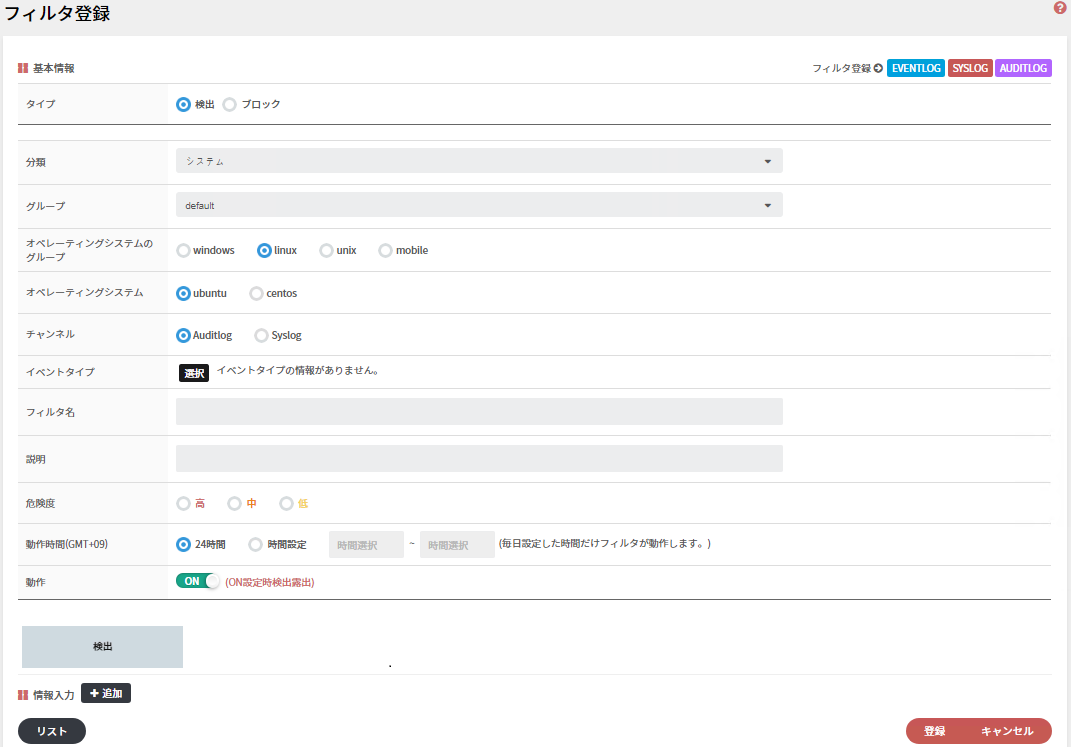 フィルタ登録
?
基本情報
フィルタ登録 EVENTLOG SYSLOG AUDITLOG
タイプ 検出 ブロック
分類 システム
グループ default
オペレーティングシステムの
グループ windows linux unix mobile
オペレーティングシステム ubuntu centos
チャンネル Auditlog Syslog
イベントタイプ 選択 イベントタイプの情報がありません。
フィルタ名
説明
危険度 高 中 低
動作時間(GMT+09) 24時間 時間設定 時間選択 ~ 時間選択 (毎日設定した時間だけフィルタが動作します。)
動作 ON (ON設定時検出露出)
検出
.
情報入力 + 追加
リスト 登録 キャンセル